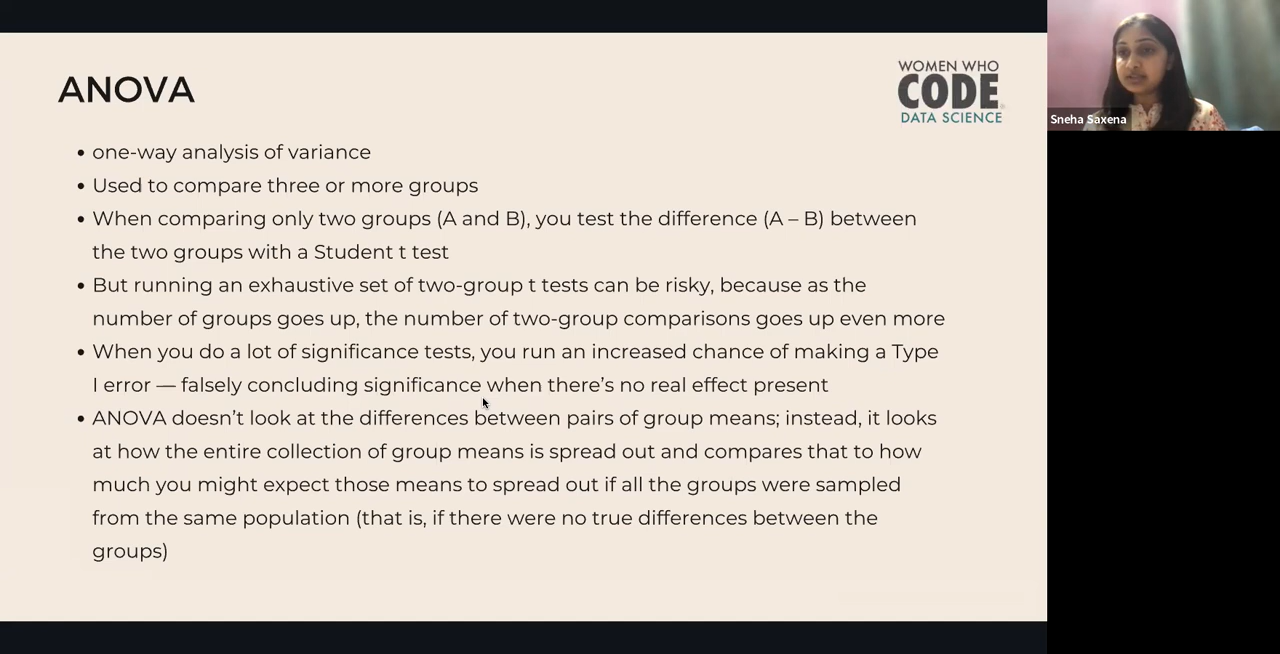 ANOVA
WOMEN WHO
CODE
DATA SCIENCE
Sneha Saxena
• one-way analysis of variance
• Used to compare three or more groups
• When comparing only two groups (A and B), you test the difference (A – B) between
the two groups with a Student t test
• But running an exhaustive set of two-group t tests can be risky, because as the
number of groups goes up, the number of two-group comparisons goes up even more
• When you do a lot of significance tests, you run an increased chance of making a Type
I error — falsely concluding significance when there’s no real effect present
• ANOVA doesn’t look at the differences between pairs of group means; instead, it looks
at how the entire collection of group means is spread out and compares that to how
much you might expect those means to spread out if all the groups were sampled
from the same population (that is, if there were no true differences between the
groups)